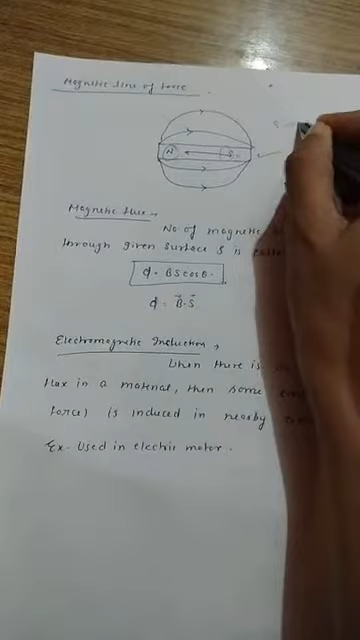 Magnetic line of force
N S
S
Magnetic flux →
No of magnetic
through given surface S is
ϕ = BS cos θ.
ϕ = B⃗.S⃗
Electromagnetic Induction →
When there is
flux in a material, then some
force) is induced in nearby
Ex- Used in electric motor.